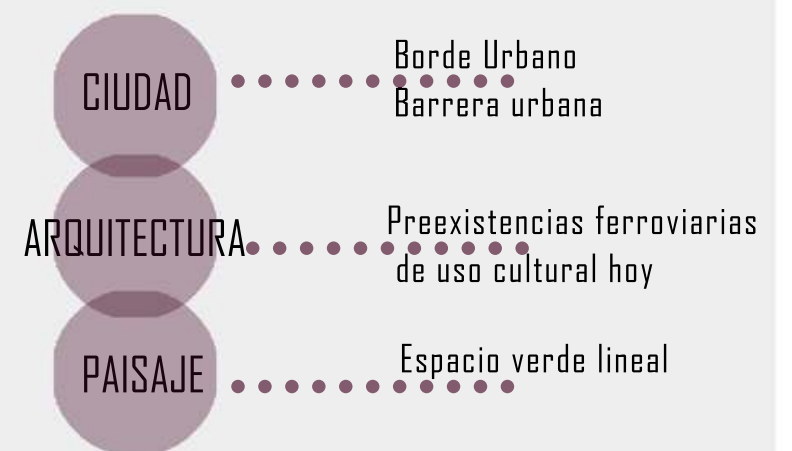 CIUDAD
Borde Urbano
Barrera urbana
ARQUITECTURA
Preexistencias ferroviarias
de uso cultural hoy
PAISAJE
Espacio verde lineal